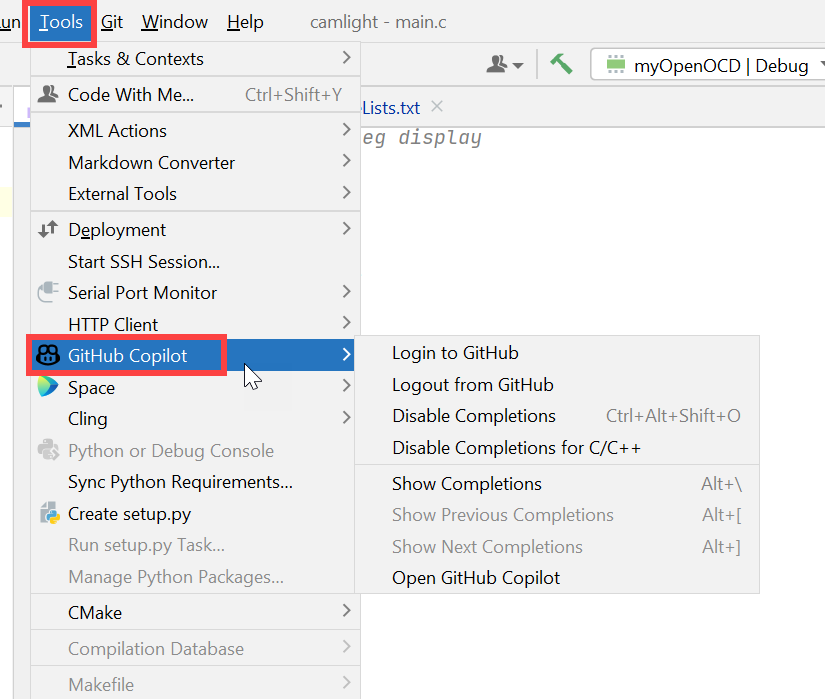 un Tools Git Window Help camlight - main.c
Tasks & Contexts
myOpenOCD | Debug
Code With Me... Ctrl+Shift+Y
Lists.txt
XML Actions
eg display
Markdown Converter
External Tools
Deployment
Start SSH Session...
Serial Port Monitor
HTTP Client
GitHub Copilot
Space
Cling
Python or Debug Console
Sync Python Requirements...
Create setup.py
Run setup.py Task...
Manage Python Packages...
CMake
Compilation Database
Makefile
Login to GitHub
Logout from GitHub
Disable Completions Ctrl+Alt+Shift+O
Disable Completions for C/C++
Show Completions Alt+\
Show Previous Completions Alt+[
Show Next Completions Alt+]
Open GitHub Copilot